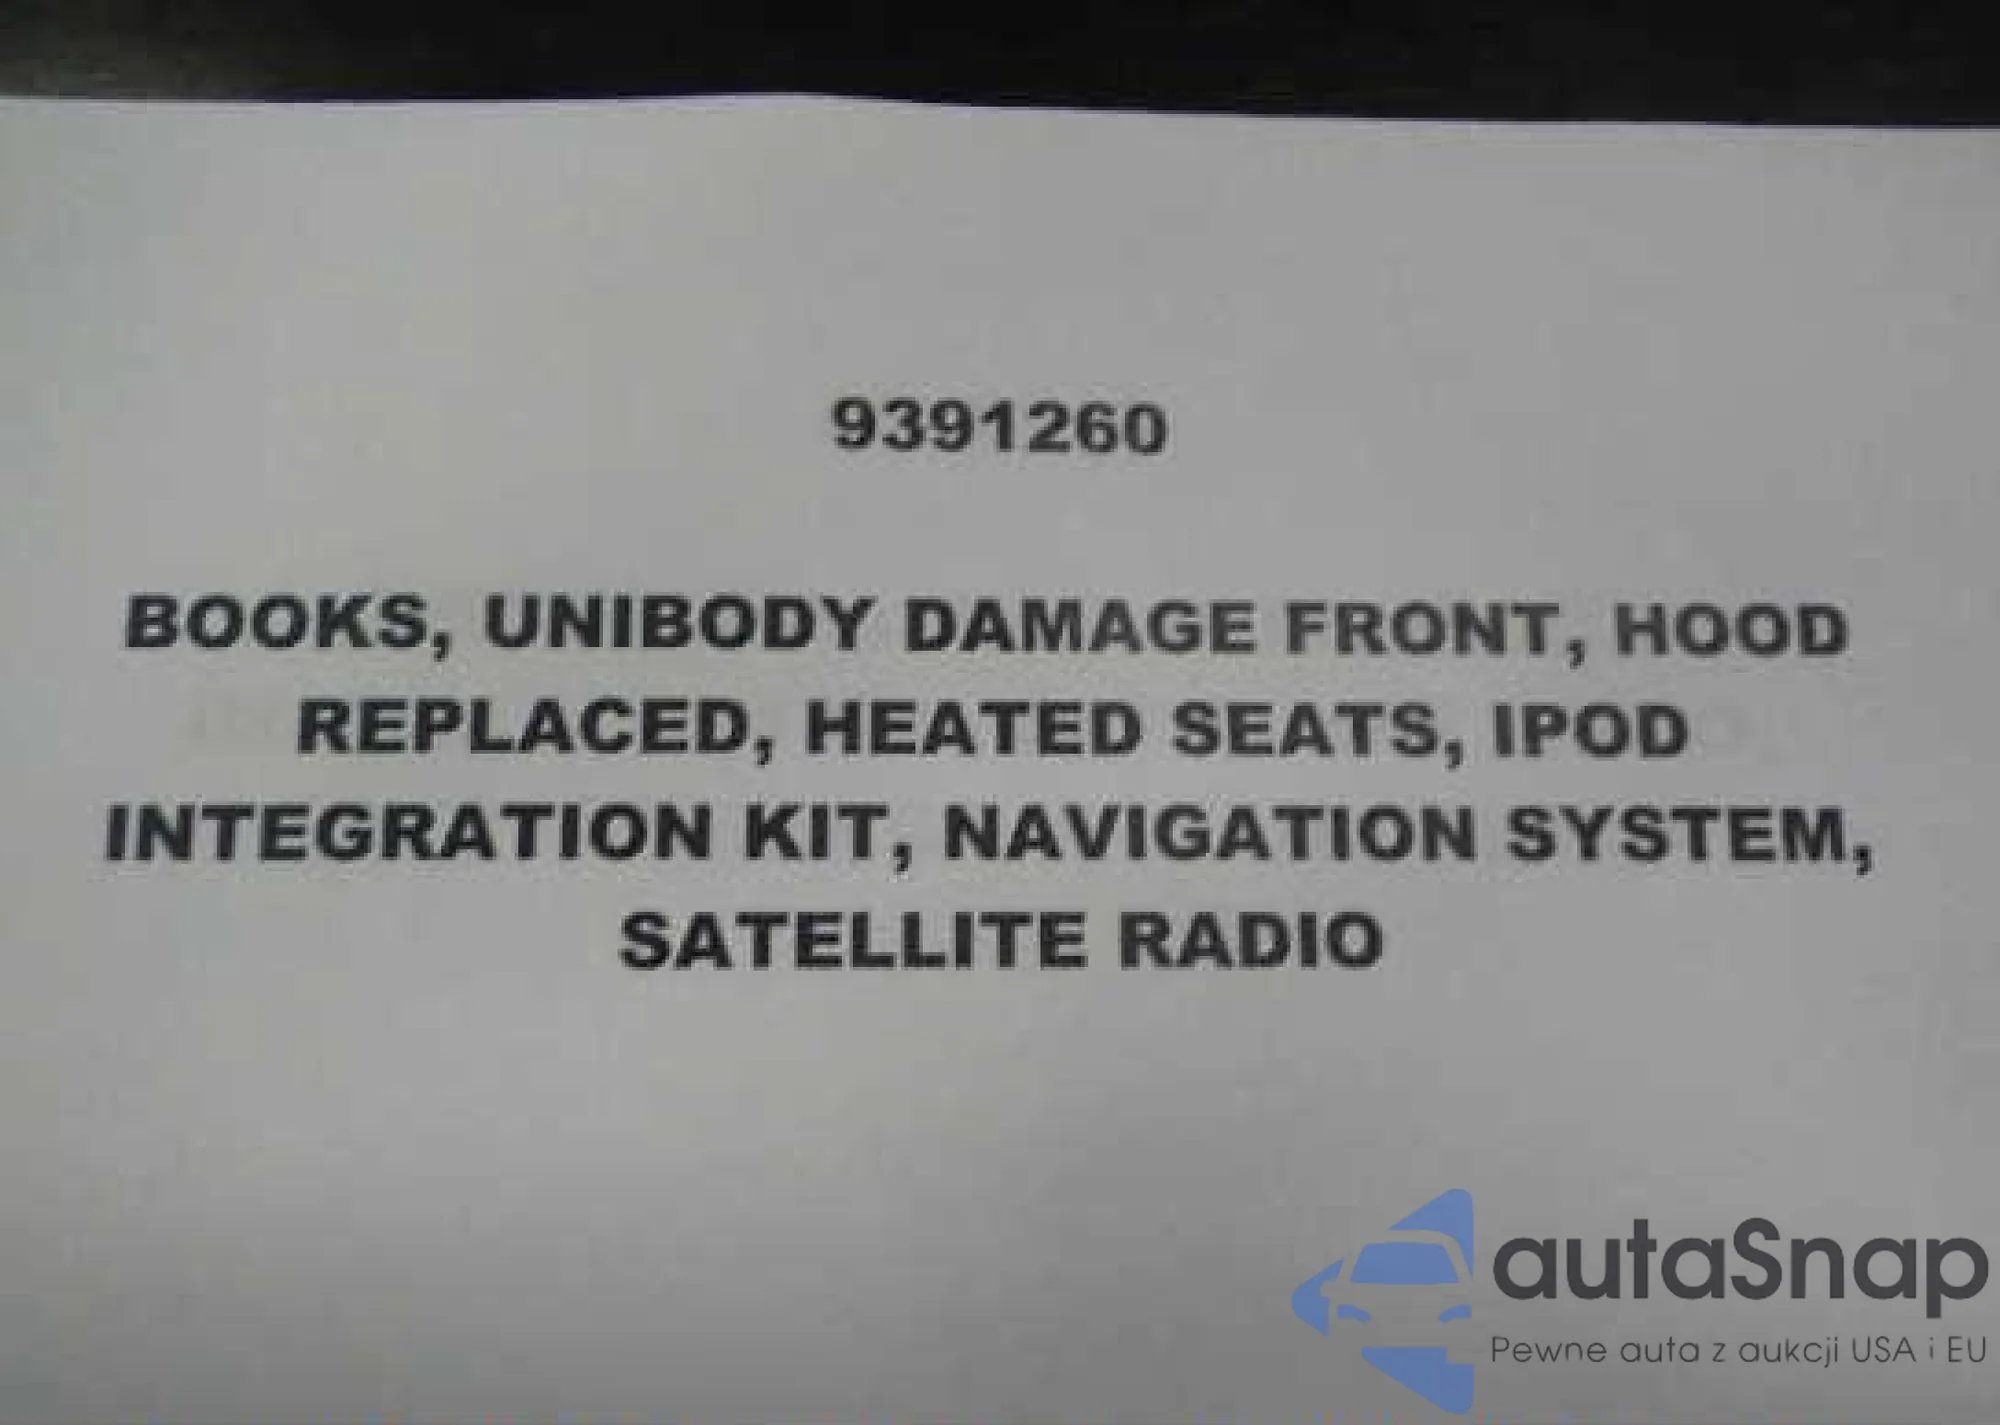 9391260
BOOKS, UNIBODY DAMAGE FRONT, HOOD
REPLACED, HEATED SEATS, IPOD
INTEGRATION KIT, NAVIGATION SYSTEM,
SATELLITE RADIO
autaSnap
Pewne auta z aukcji USA i EU